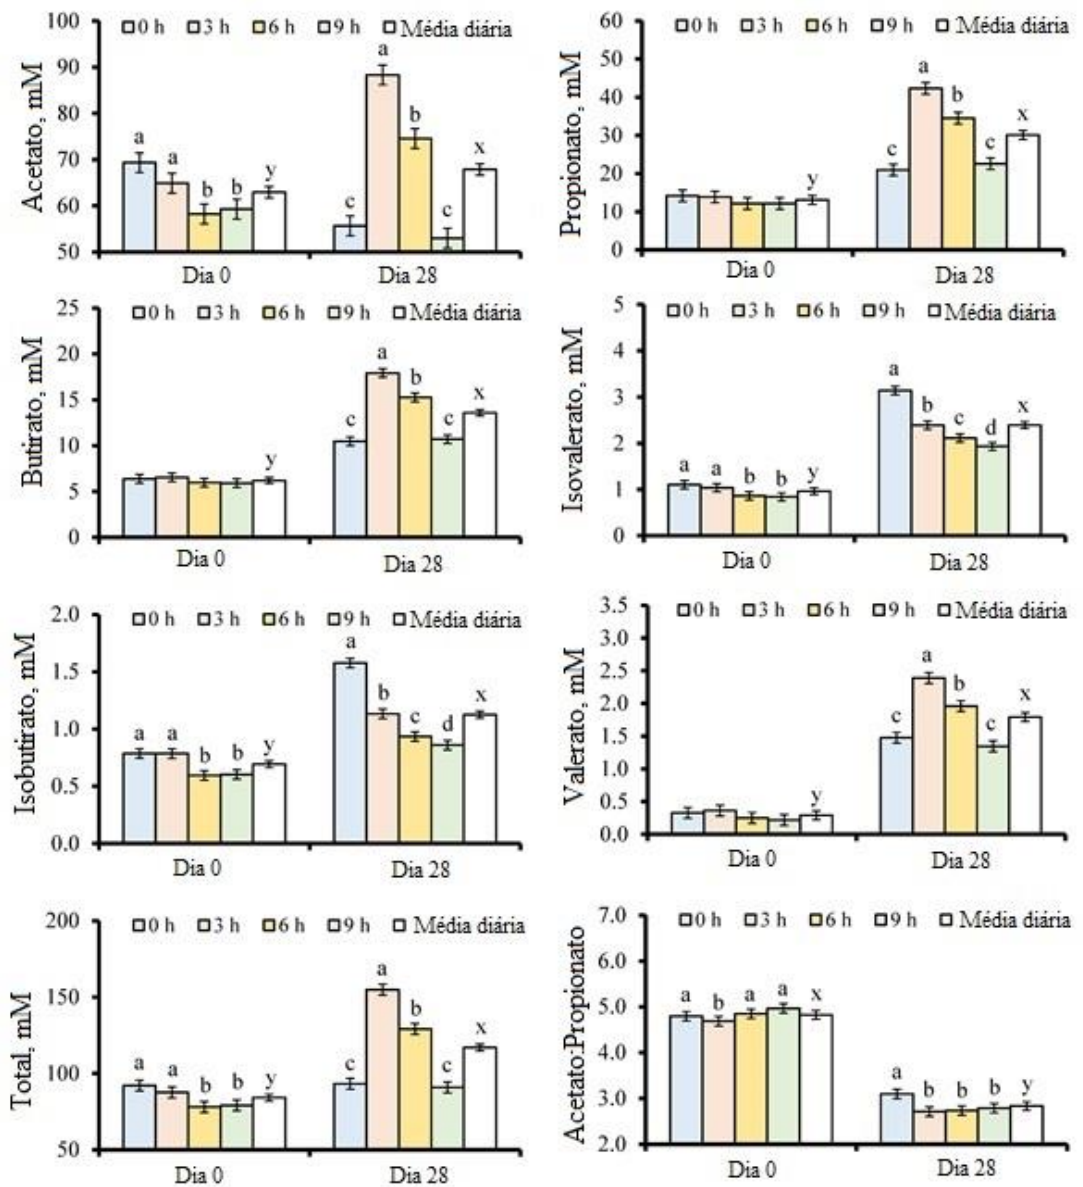 Acetato, mM
100
90
80
70
60
50
0 h 3 h 6 h 9 h Média diária
a a b b y
c a b c x
Dia 0 Dia 28
Propionato, mM
60
50
40
30
20
10
0
0 h 3 h 6 h 9 h Média diária
y
c a b c x
Dia 0 Dia 28
Butirato, mM
25
20
15
10
5
0
0 h 3 h 6 h 9 h Média diária
y
c a b c x
Dia 0 Dia 28
Isovalerato, mM
5
4
3
2
1
0
0 h 3 h 6 h 9 h Média diária
a a b b y
a b c d x
Dia 0 Dia 28
Isobutirato, mM
2.0
1.5
1.0
0.5
0.0
0 h 3 h 6 h 9 h Média diária
a a b b y
a b c d x
Dia 0 Dia 28
Valerato, mM
3.5
3.0
2.5
2.0
1.5
1.0
0.5
0.0
0 h 3 h 6 h 9 h Média diária
y
c a b c x
Dia 0 Dia 28
Total, mM
200
150
100
50
0 h 3 h 6 h 9 h Média diária
a a b b y
c a b c x
Dia 0 Dia 28
Acetato:Propionato
7.0
6.0
5.0
4.0
3.0
2.0
0 h 3 h 6 h 9 h Média diária
a b a a x
a b b b y
Dia 0 Dia 28